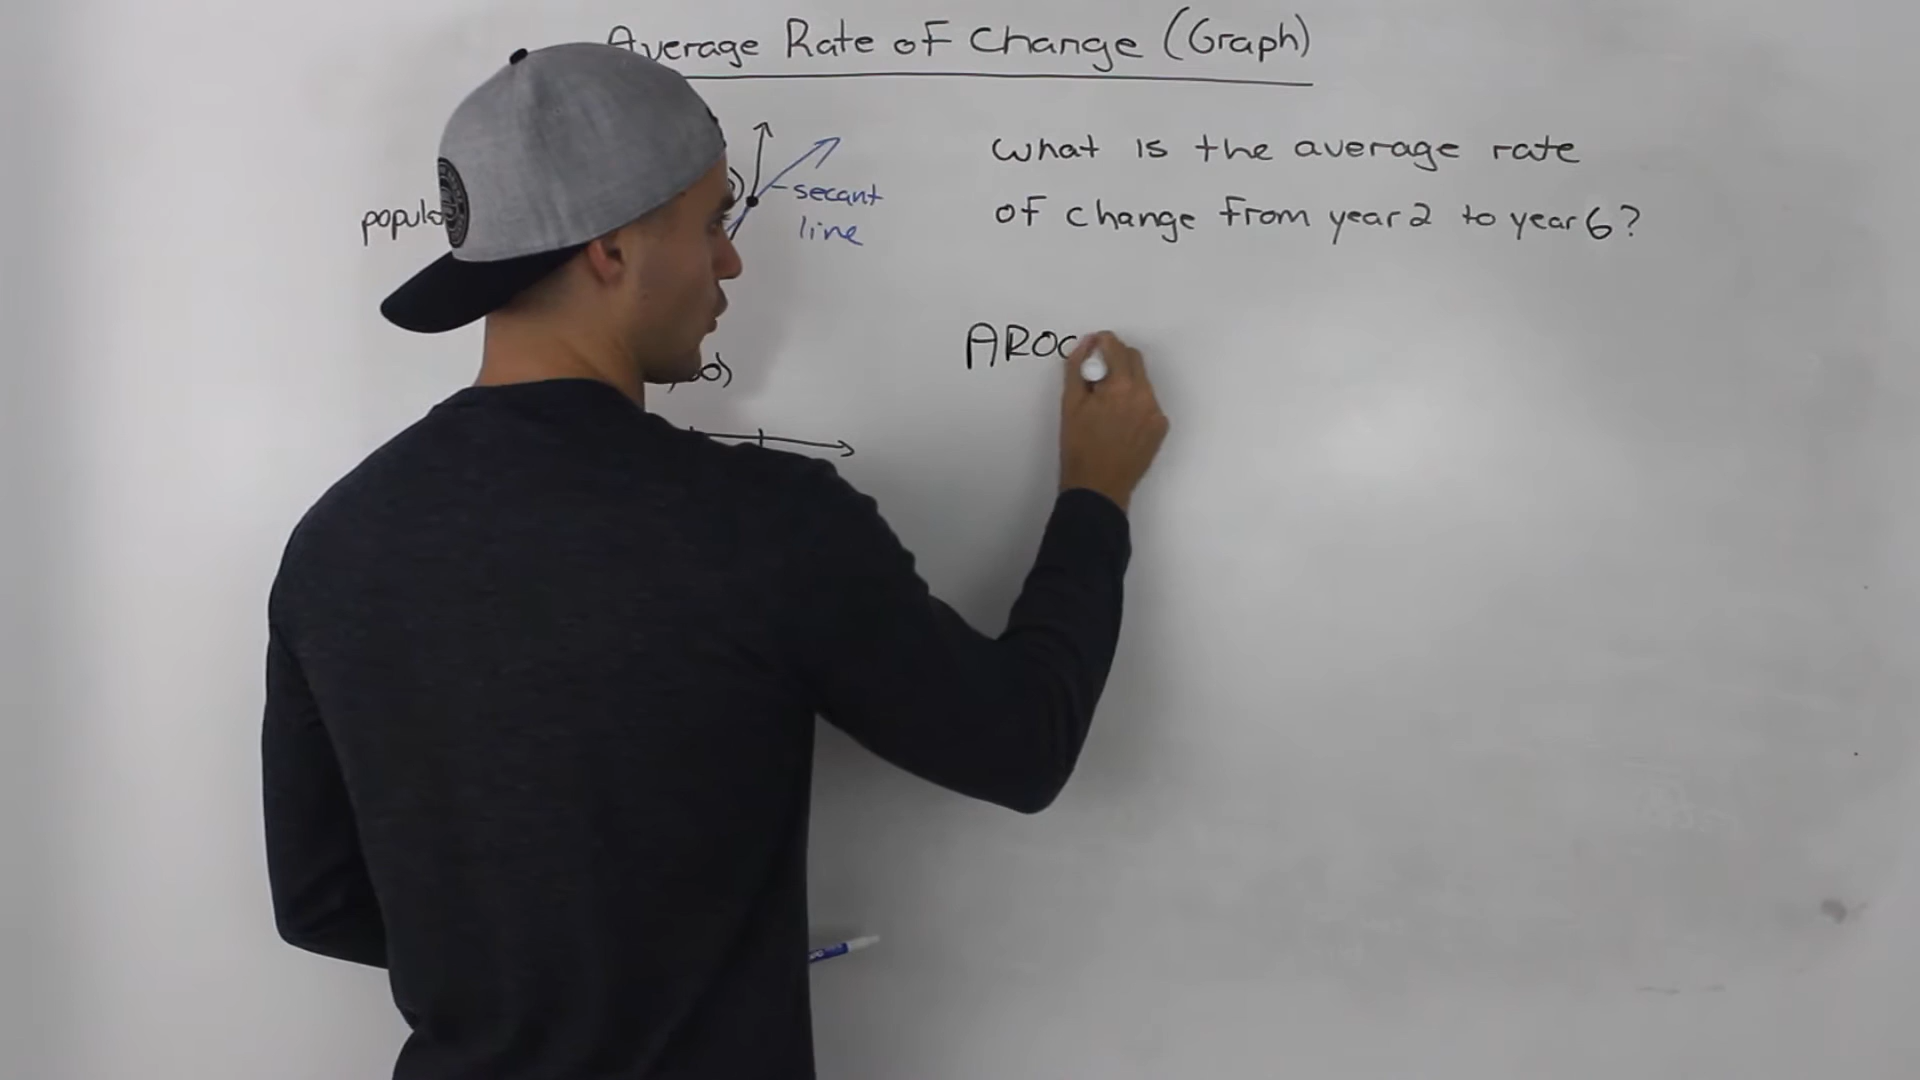 Average Rate of Change (Graph)
What is the average rate
of change from year 2 to year 6?
secant
line
AROC